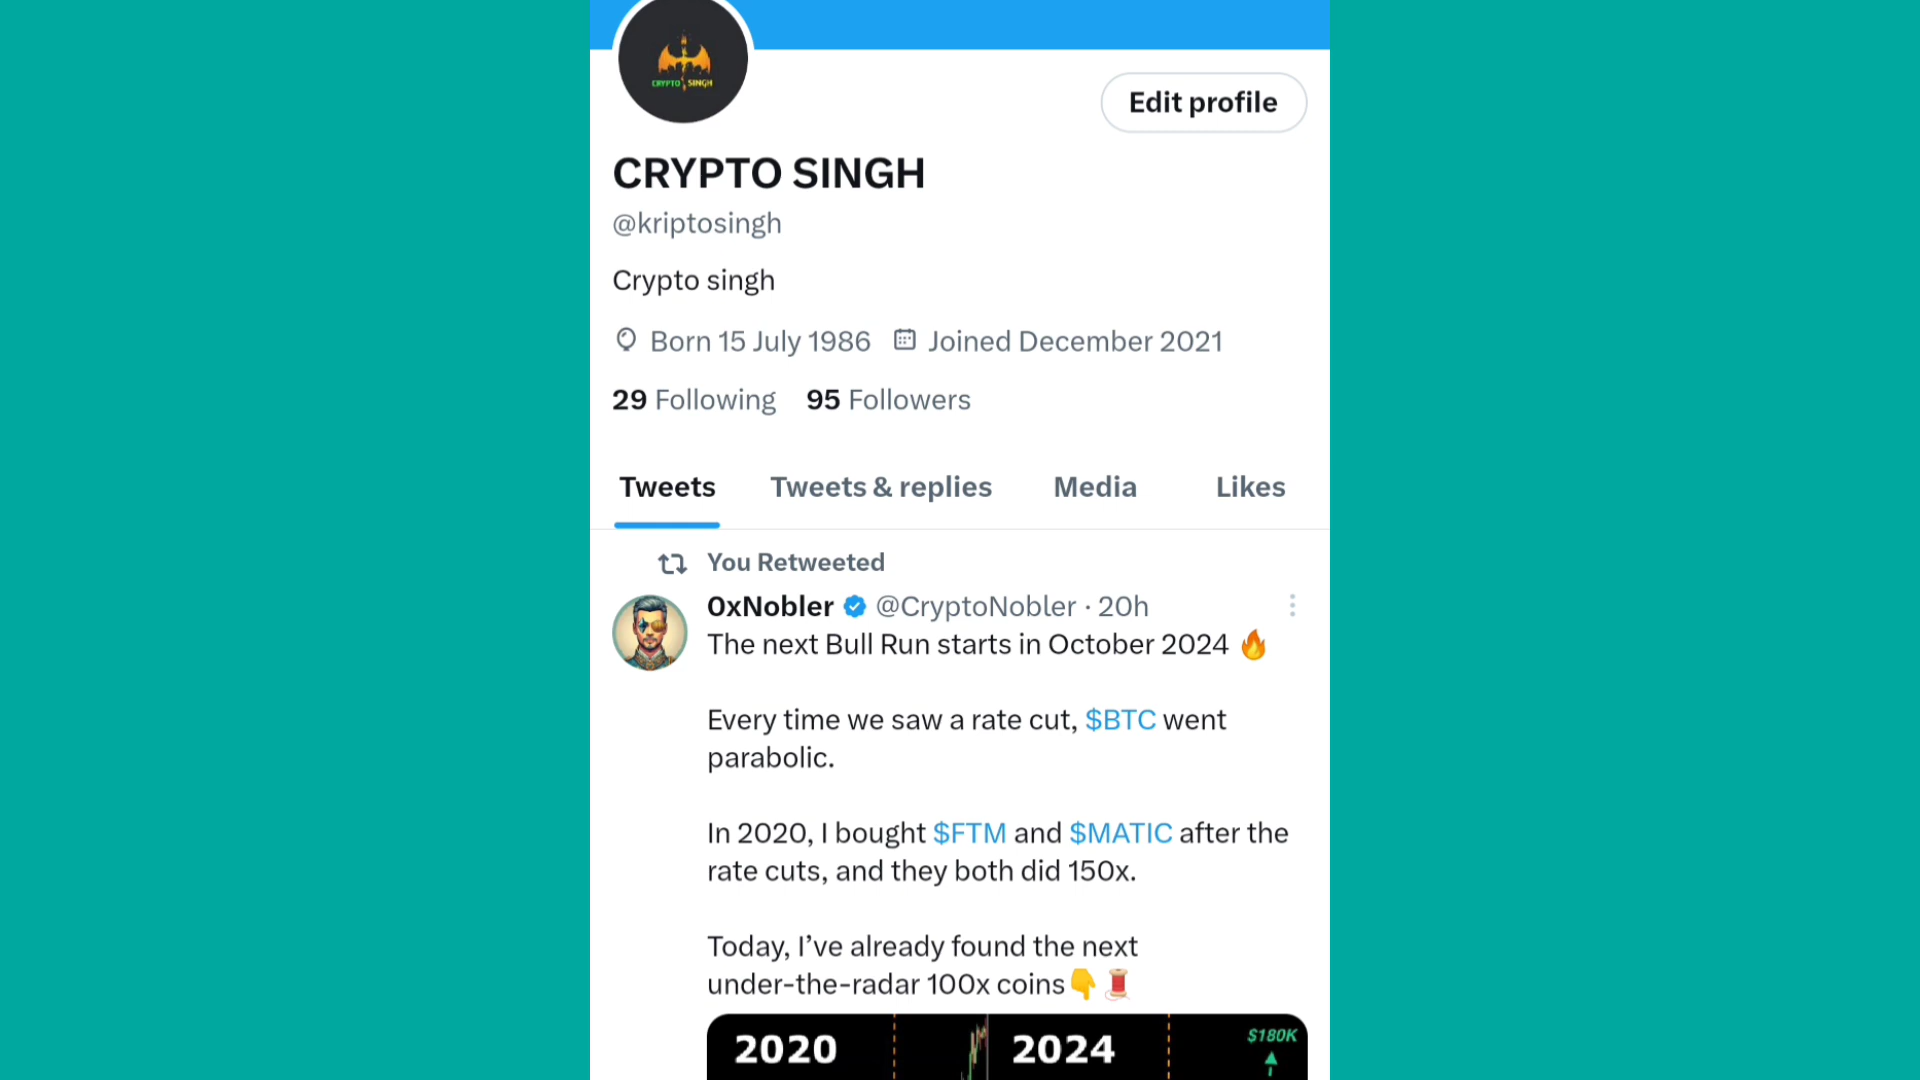 CRYPTO SINGH
Edit profile
CRYPTO SINGH
@kriptosingh
Crypto singh
Born 15 July 1986 Joined December 2021
29 Following 95 Followers
Tweets Tweets & replies Media Likes
You Retweeted
0xNobler @CryptoNobler · 20h
The next Bull Run starts in October 2024 🔥
Every time we saw a rate cut, $BTC went
parabolic.
In 2020, I bought $FTM and $MATIC after the
rate cuts, and they both did 150x.
Today, I’ve already found the next
under-the-radar 100x coins👇🧵
2020 2024 $180K